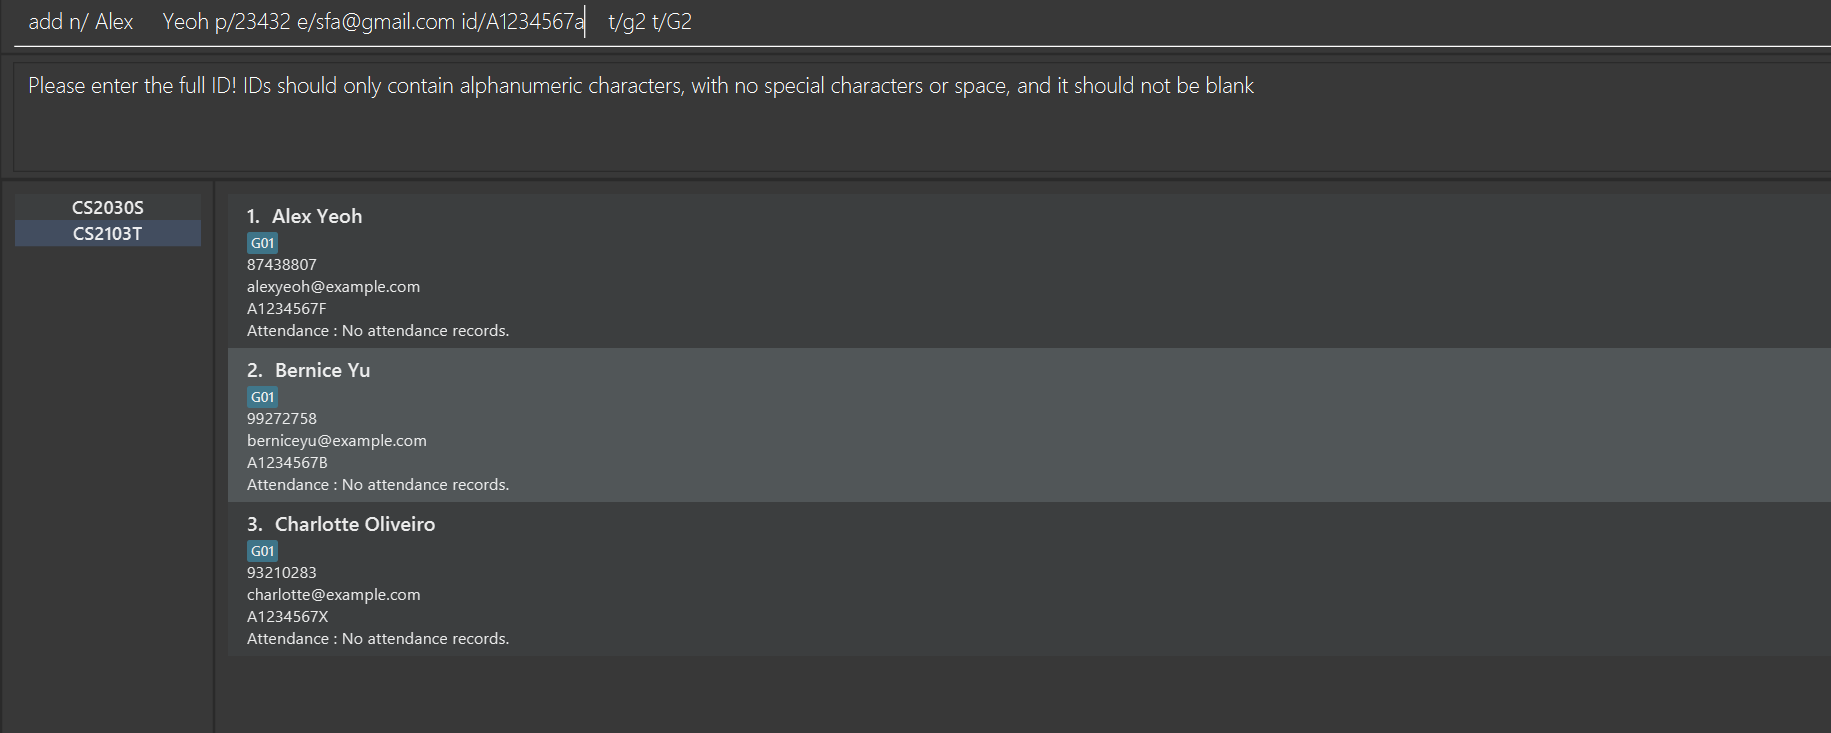 add n/ Alex     Yeoh p/23432 e/sfa@gmail.com id/A1234567a    t/g2 t/G2
Please enter the full ID! IDs should only contain alphanumeric characters, with no special characters or space, and it should not be blank
CS2030S
CS2103T
1. Alex Yeoh
G01
87438807
alexyeoh@example.com
A1234567F
Attendance : No attendance records.
2. Bernice Yu
G01
99272758
berniceyu@example.com
A1234567B
Attendance : No attendance records.
3. Charlotte Oliveiro
G01
93210283
charlotte@example.com
A1234567X
Attendance : No attendance records.